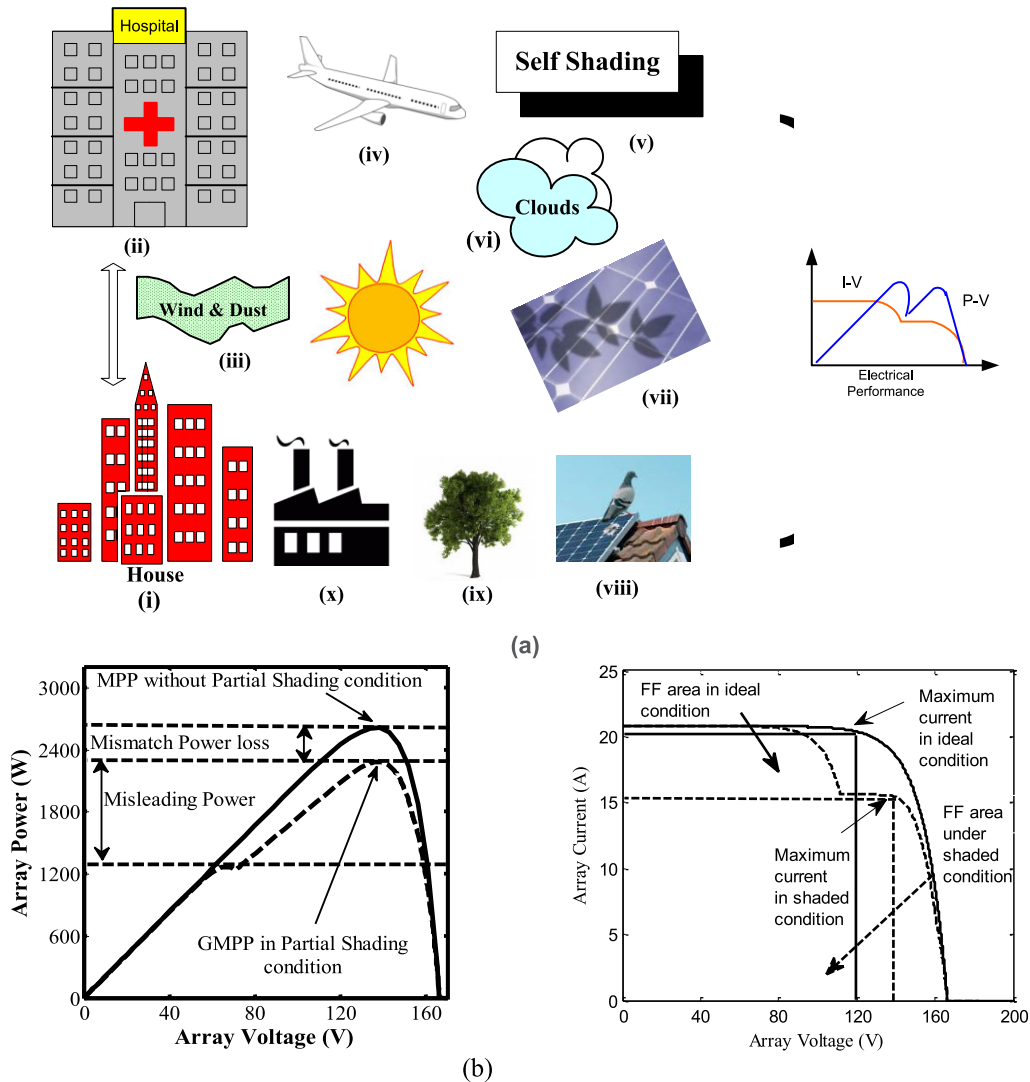 Hospital
Self Shading
(iv)
(v)
Clouds
(ii)
(vi)
Wind & Dust
(iii)
(vii)
I-V
P-V
Electrical
Performance
House
(i)
(x)
(ix)
(viii)
(a)
3000
2400
1800
1200
600
0
Array Power (W)
MPP without Partial Shading condition
Mismatch Power loss
Misleading Power
GMPP in Partial Shading
condition
0
40
80
120
160
Array Voltage (V)
25
20
15
10
5
0
Array Current (A)
FF area in ideal
condition
Maximum
current
in ideal
condition
FF area
under
shaded
condition
Maximum
current
in shaded
condition
0
40
80
120
160
200
Array Voltage (V)
(b)